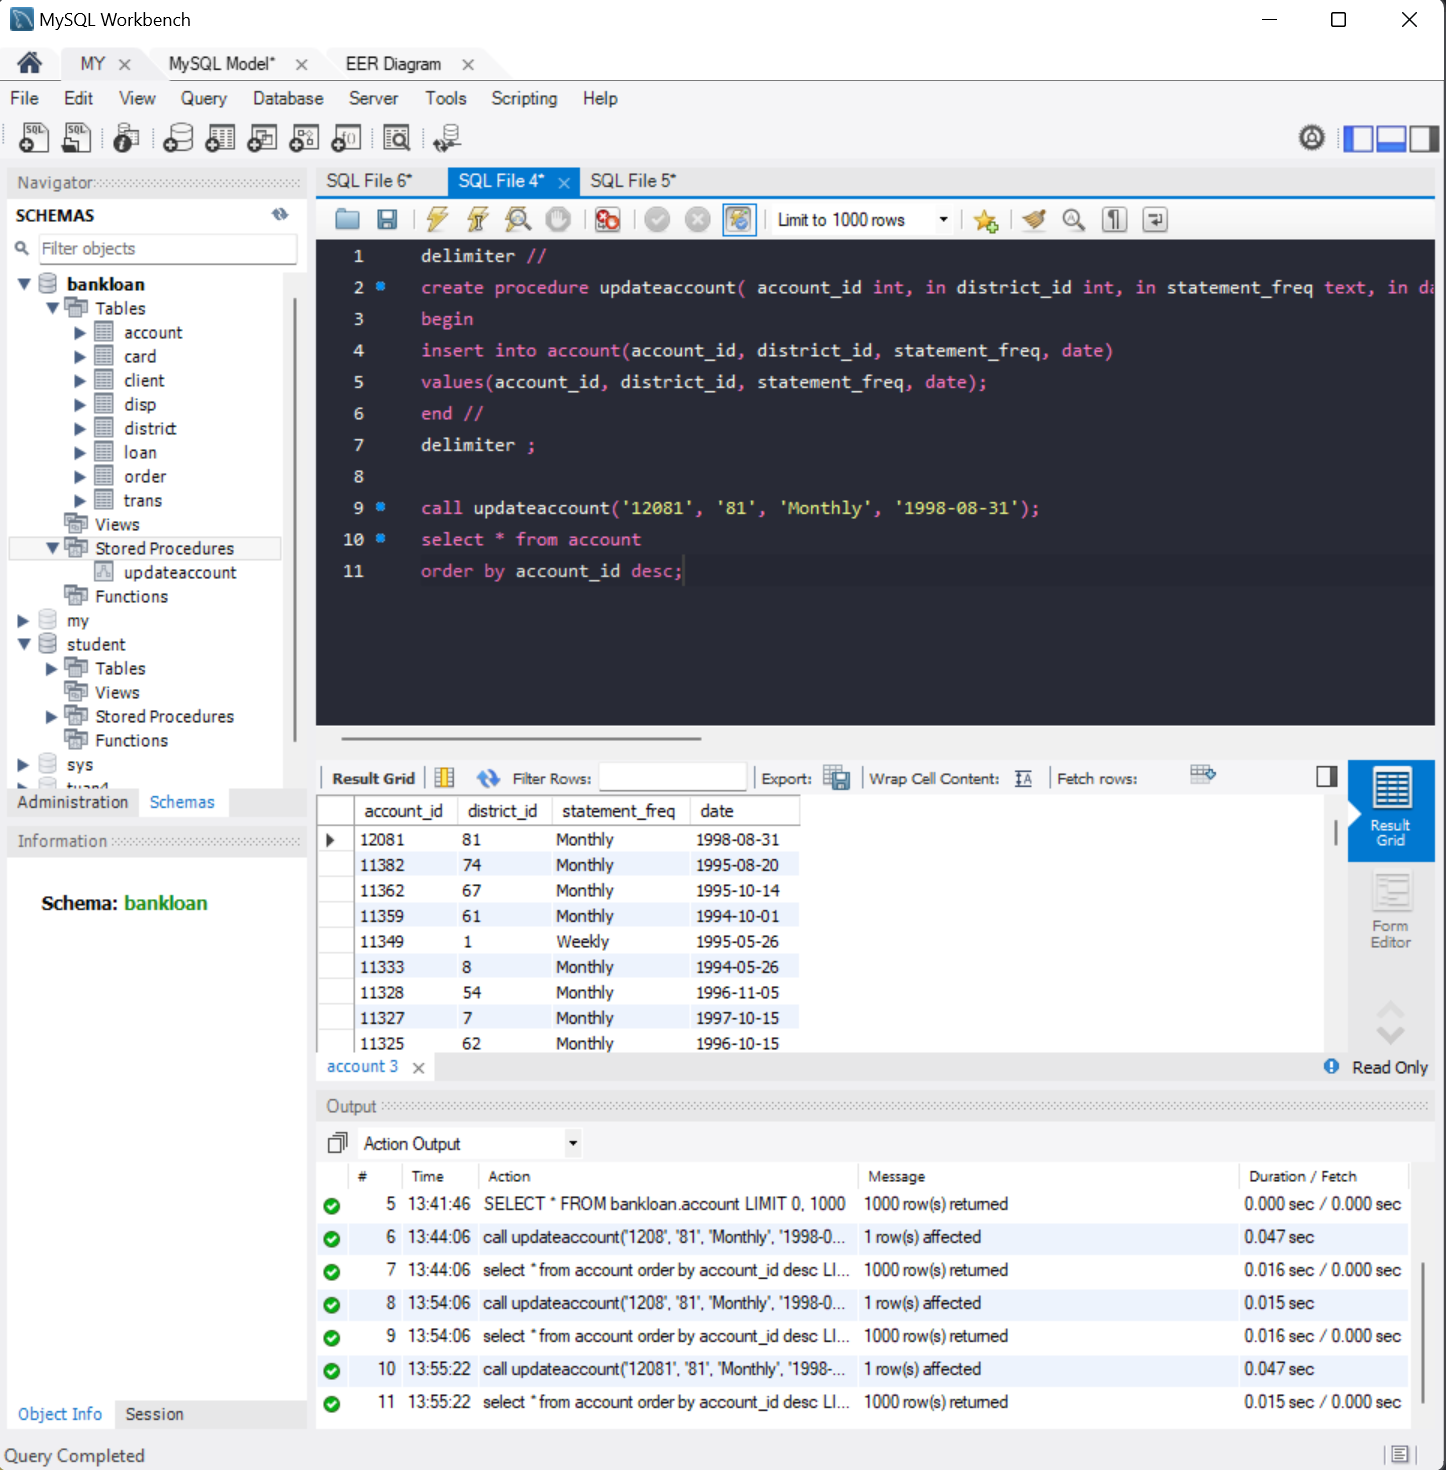 MySQL Workbench
MY
MySQL Model*
EER Diagram
File Edit View Query Database Server Tools Scripting Help
Navigator
SCHEMAS
Filter objects
bankloan
Tables
account
card
client
disp
district
loan
order
trans
Views
Stored Procedures
updateaccount
Functions
my
student
Tables
Views
Stored Procedures
Functions
sys
Administration Schemas
Information
Schema: bankloan
Object Info Session
Query Completed
SQL File 6* SQL File 4* SQL File 5*
Limit to 1000 rows
1 delimiter //
2 create procedure updateaccount( account_id int, in district_id int, in statement_freq text, in da
3 begin
4 insert into account(account_id, district_id, statement_freq, date)
5 values(account_id, district_id, statement_freq, date);
6 end //
7 delimiter ;
8
9 call updateaccount('12081', '81', 'Monthly', '1998-08-31');
10 select * from account
11 order by account_id desc;
Result Grid Filter Rows: Export: Wrap Cell Content: Fetch rows:
account_id district_id statement_freq date
12081 81 Monthly 1998-08-31
11382 74 Monthly 1995-08-20
11362 67 Monthly 1995-10-14
11359 61 Monthly 1994-10-01
11349 1 Weekly 1995-05-26
11333 8 Monthly 1994-05-26
11328 54 Monthly 1996-11-05
11327 7 Monthly 1997-10-15
11325 62 Monthly 1996-10-15
Result
Grid
Form
Editor
account 3
Read Only
Output
Action Output
# Time Action Message Duration / Fetch
5 13:41:46 SELECT * FROM bankloan.account LIMIT 0, 1000 1000 row(s) returned 0.000 sec / 0.000 sec
6 13:44:06 call updateaccount('1208', '81', 'Monthly', '1998-0... 1 row(s) affected 0.047 sec
7 13:44:06 select * from account order by account_id desc LI... 1000 row(s) returned 0.016 sec / 0.000 sec
8 13:54:06 call updateaccount('1208', '81', 'Monthly', '1998-0... 1 row(s) affected 0.015 sec
9 13:54:06 select * from account order by account_id desc LI... 1000 row(s) returned 0.016 sec / 0.000 sec
10 13:55:22 call updateaccount('12081', '81', 'Monthly', '1998-... 1 row(s) affected 0.047 sec
11 13:55:22 select * from account order by account_id desc LI... 1000 row(s) returned 0.015 sec / 0.000 sec